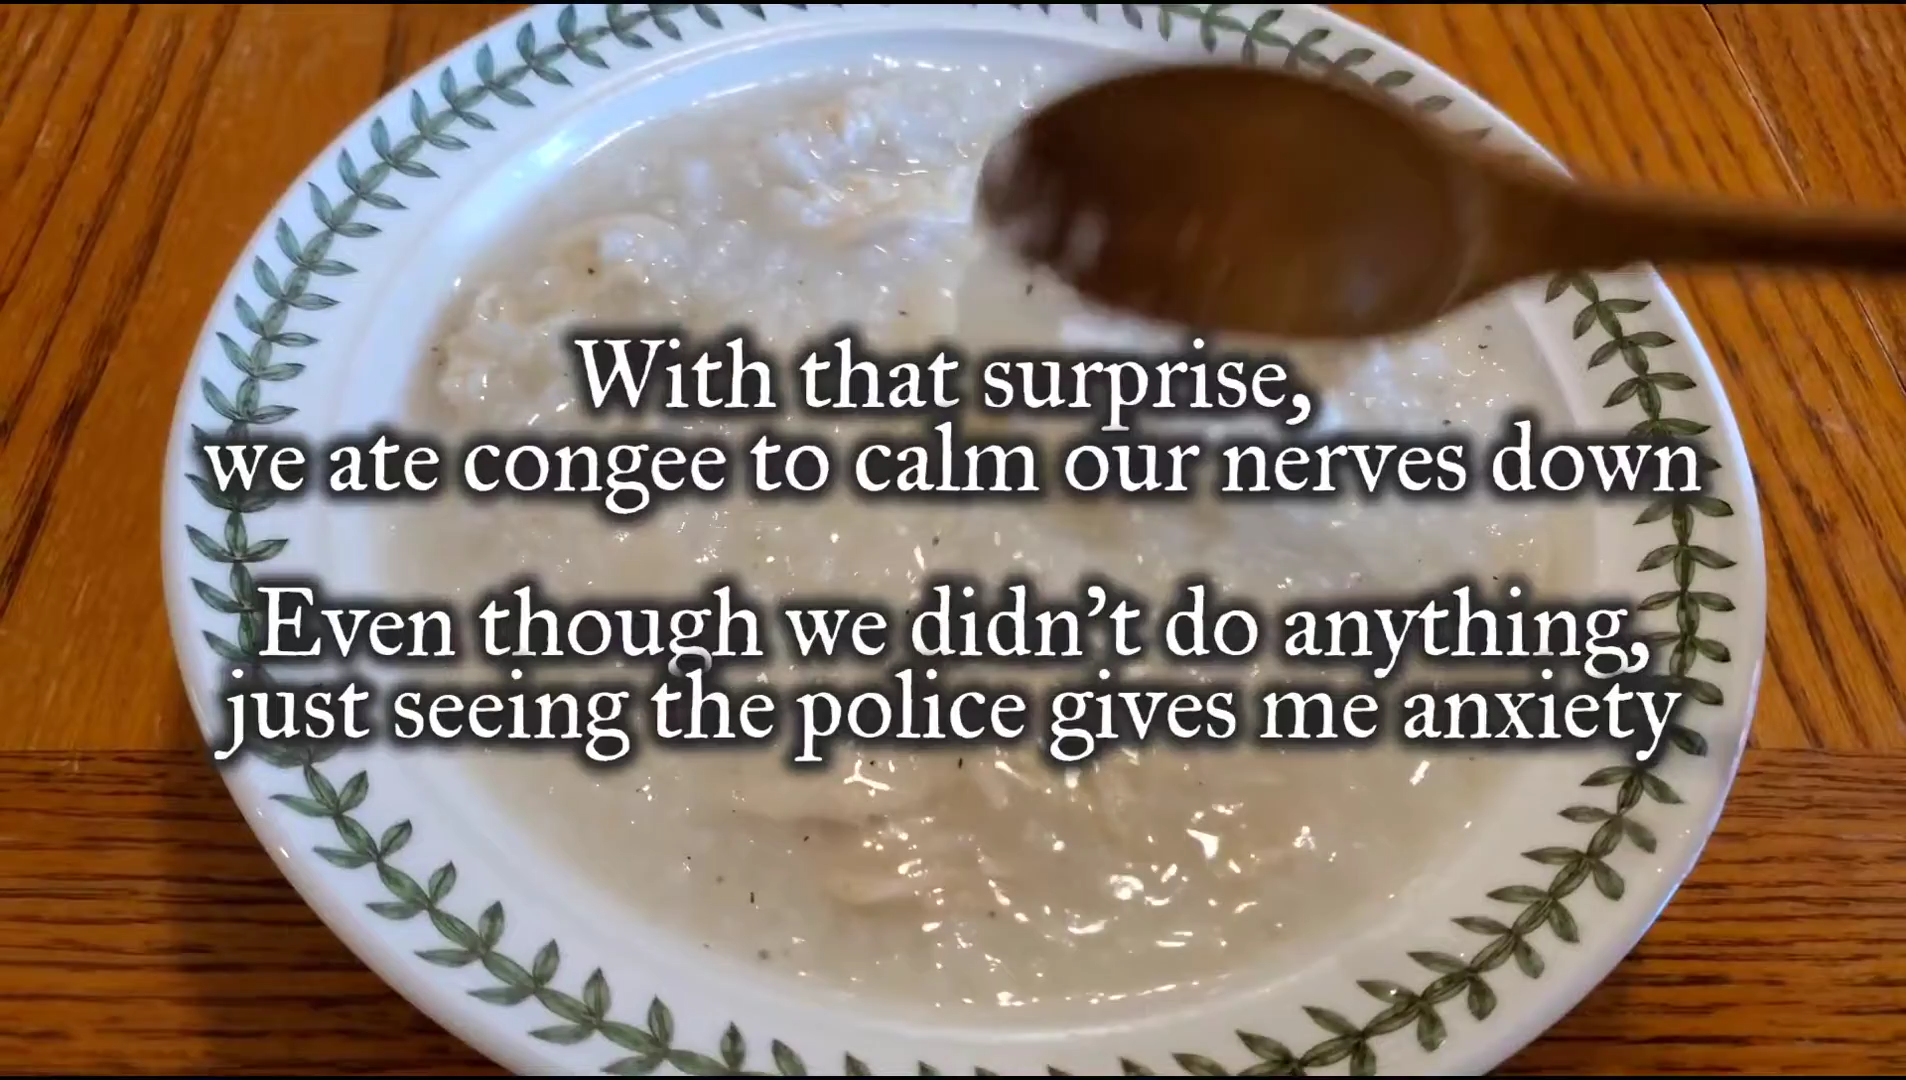 With that surprise,
we ate congee to calm our nerves down
Even though we didn't do anything,
just seeing the police gives me anxiety